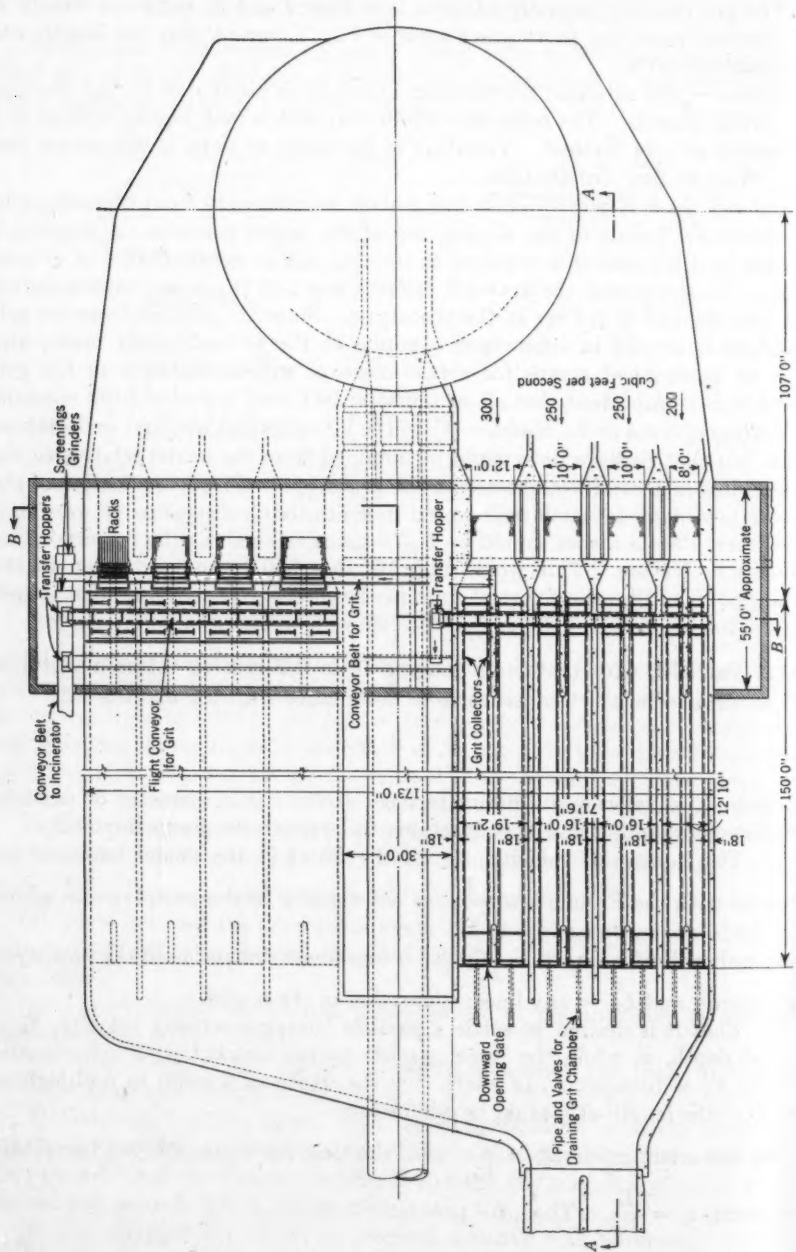 Screenings
Grinders
Transfer Hoppers
B
Racks
Conveyor Belt
to Incinerator
Flight Conveyor
for Grit
Conveyor Belt for Grit
Transfer Hopper
Grit Collectors
A
Cubic Feet per Second
300
250
250
200
12'0"
10'0"
10'0"
8'0"
107'0"
55'0" Approximate
B
173'0"
30'0"
18"
19'2"
18"
16'0"
18"
71'6"
16'0"
18"
12'10"
18"
150'0"
Downward
Opening Gate
Pipe and Valves for
Draining Grit Chamber
A